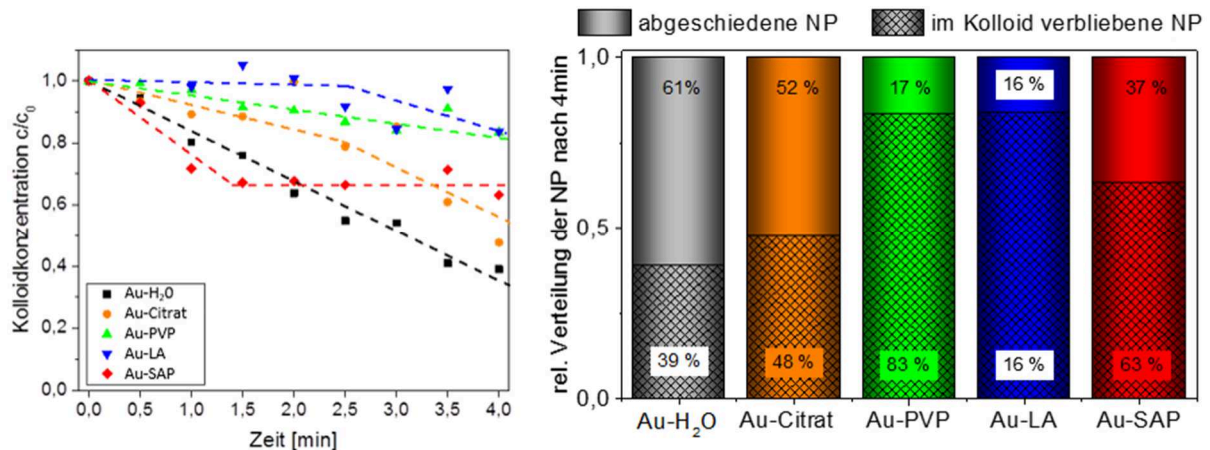 Kolloidkonzentration c/c₀
1,0
0,8
0,6
0,4
0,2
0,0
Au-H₂O
Au-Citrat
Au-PVP
Au-LA
Au-SAP
0,0 0,5 1,0 1,5 2,0 2,5 3,0 3,5 4,0
Zeit [min]
abgeschiedene NP im Kolloid verbliebene NP
rel. Verteilung der NP nach 4min
1,0
0,5
0,0
61% 52 % 17 % 16 % 37 %
39 % 48 % 83 % 16 % 63 %
Au-H₂O Au-Citrat Au-PVP Au-LA Au-SAP